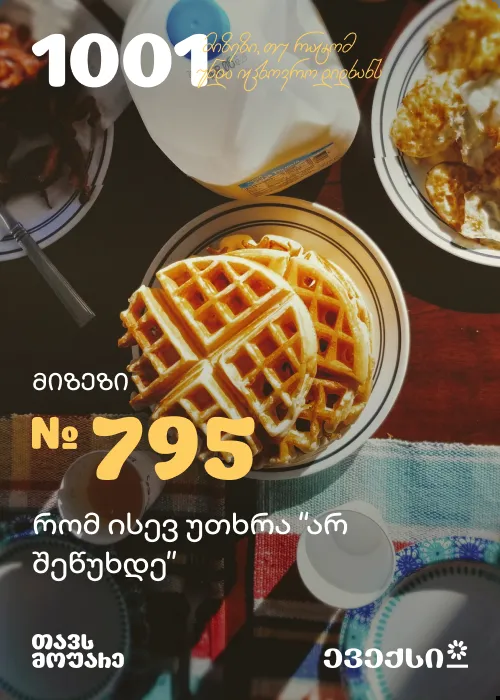 1001 მიზეზი, თუ რატომ
უნდა იცხოვრო დიდხანს
მიზეზი
№ 795
რომ ისევ უთხრა "არ
შეწუხდე"
თავს
მოუარე
ევექსი